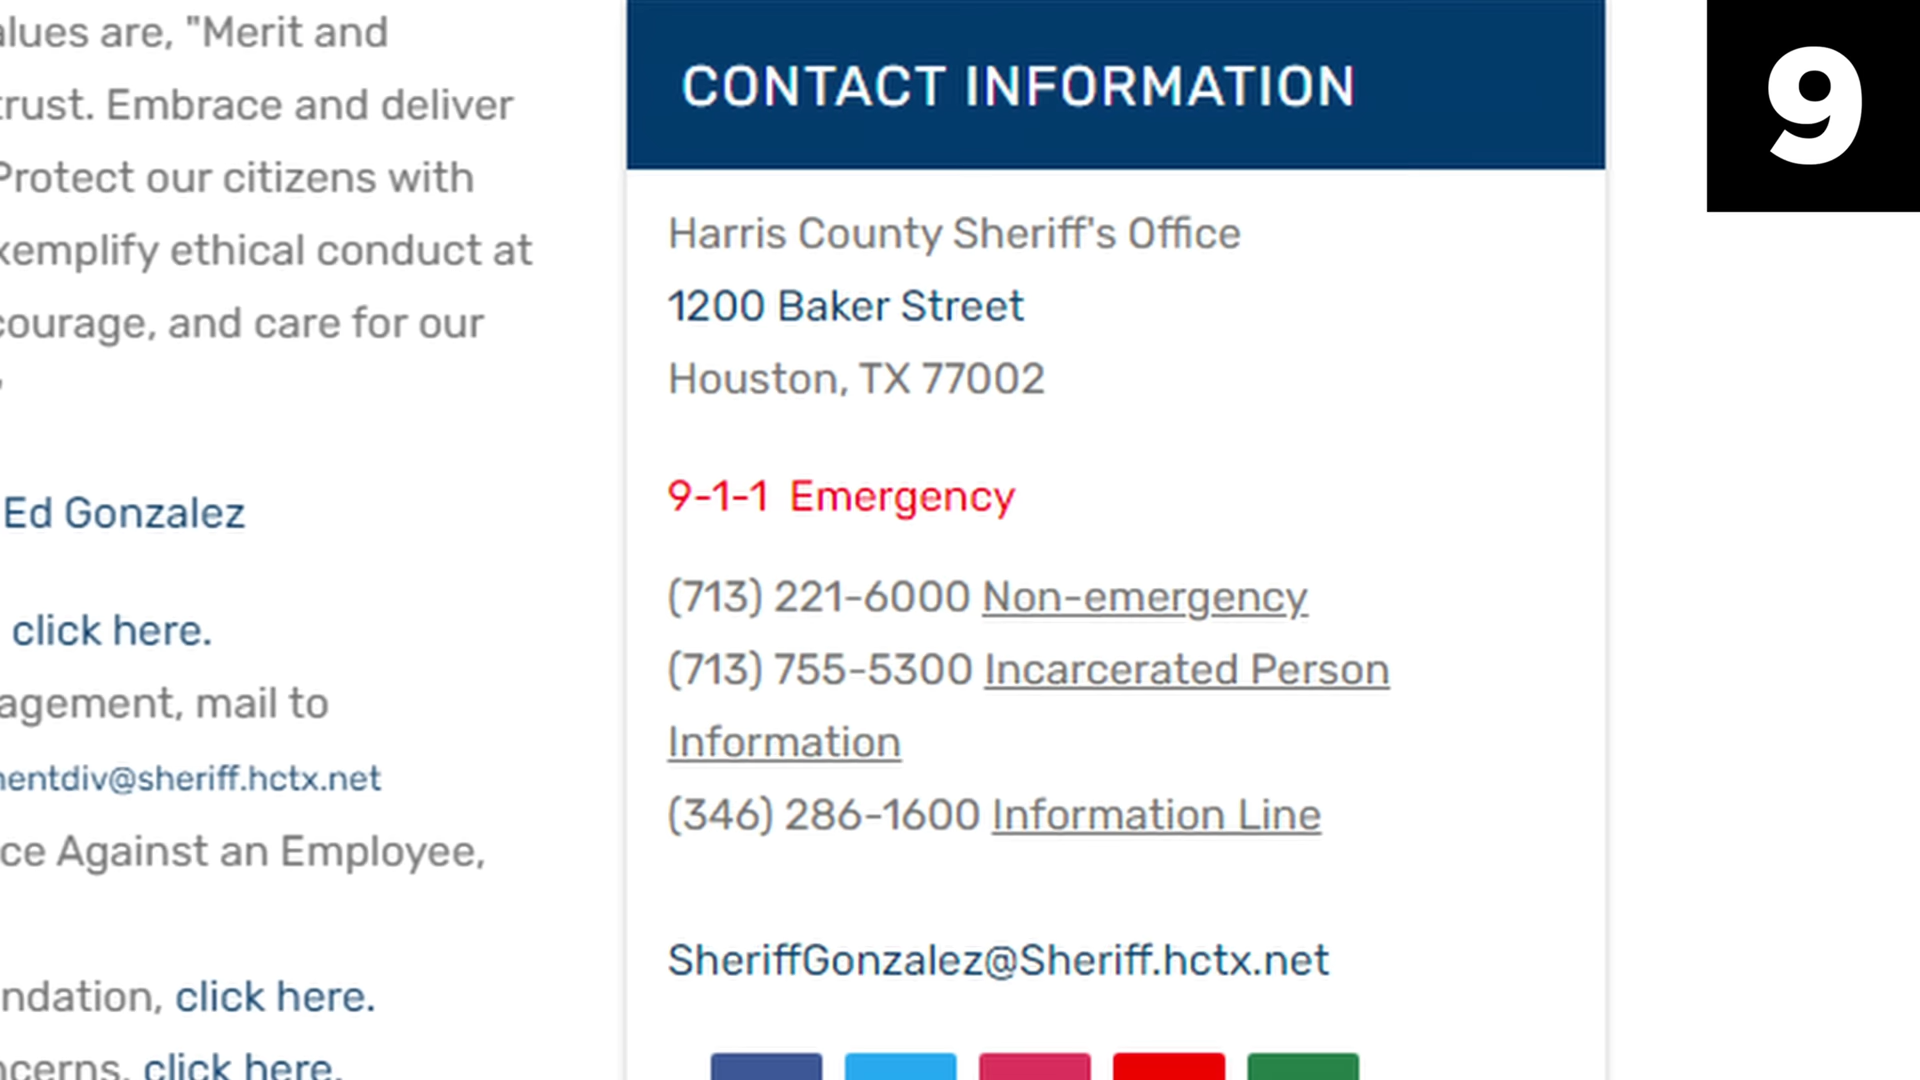 alues are, "Merit and
trust. Embrace and deliver
Protect our citizens with
xemplify ethical conduct at
courage, and care for our
Ed Gonzalez
click here.
agement, mail to
nentdiv@sheriff.hctx.net
ce Against an Employee,
ndation, click here.
ncerns, click here.
CONTACT INFORMATION
Harris County Sheriff's Office
1200 Baker Street
Houston, TX 77002
9-1-1 Emergency
(713) 221-6000 Non-emergency
(713) 755-5300 Incarcerated Person
Information
(346) 286-1600 Information Line
SheriffGonzalez@Sheriff.hctx.net
9